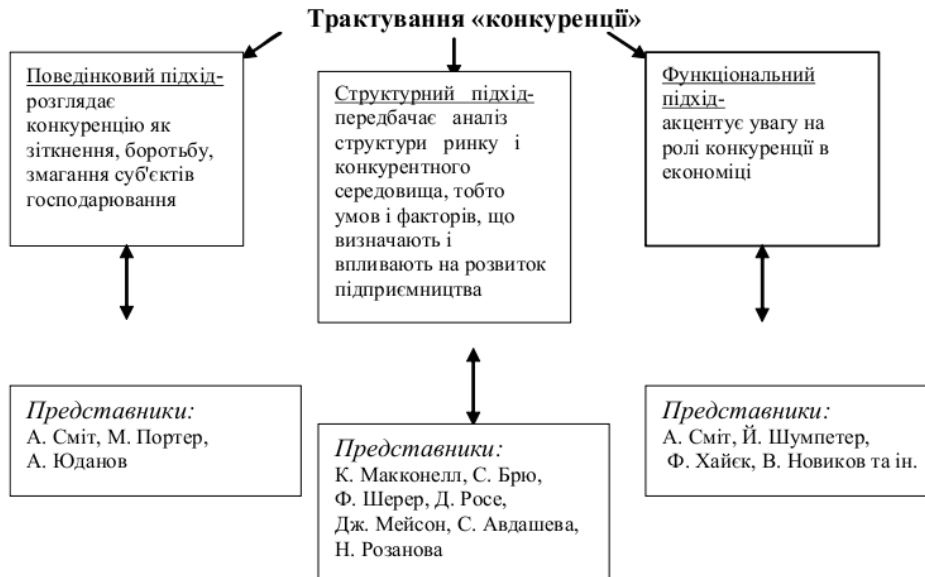 Трактування «конкуренції»
Поведінковий підхід-
розглядає
конкуренцію як
зіткнення, боротьбу,
змагання суб'єктів
господарювання
Структурний підхід-
передбачає аналіз
структури ринку і
конкурентного
середовища, тобто
умов і факторів, що
визначають і
впливають на розвиток
підприємництва
Функціональний
підхід-
акцентує увагу на
ролі конкуренції в
економіці
Представники:
А. Сміт, М. Портер,
А. Юданов
Представники:
К. Макконелл, С. Брю,
Ф. Шерер, Д. Росе,
Дж. Мейсон, С. Авдашева,
Н. Розанова
Представники:
А. Сміт, Й. Шумпетер,
Ф. Хайєк, В. Новиков та ін.